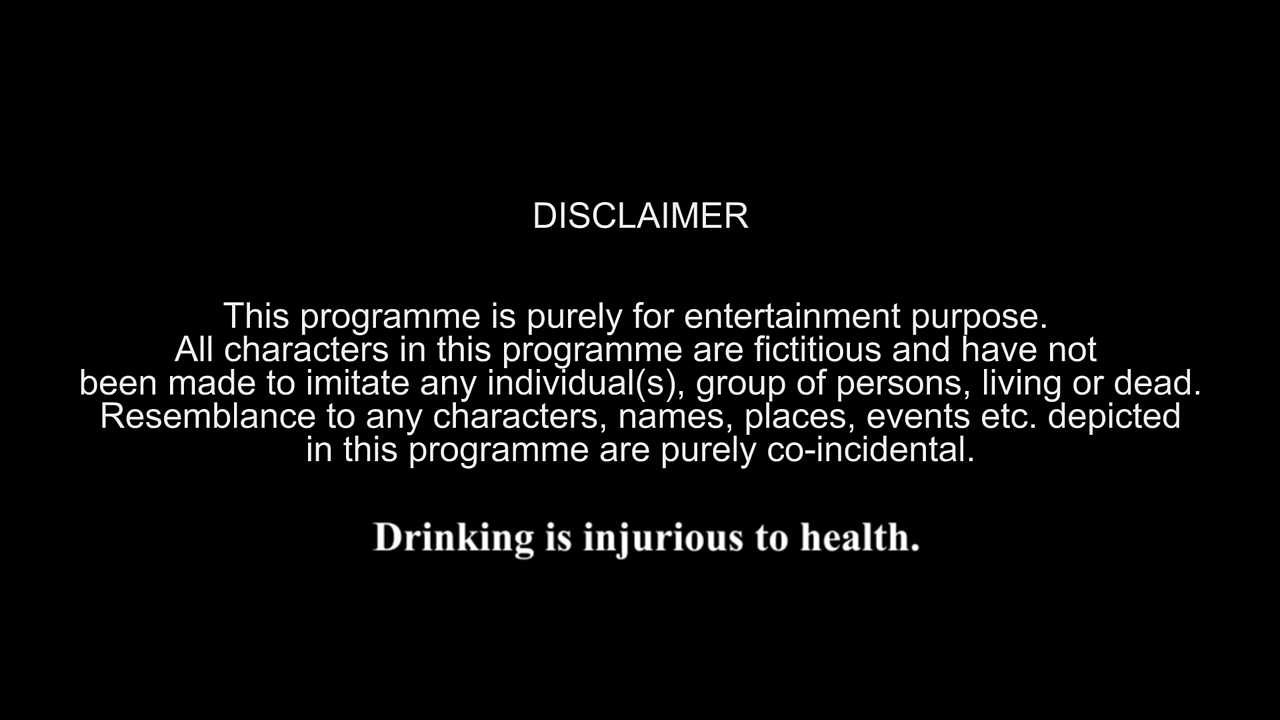 DISCLAIMER
This programme is purely for entertainment purpose.
All characters in this programme are fictitious and have not
been made to imitate any individual(s), group of persons, living or dead.
Resemblance to any characters, names, places, events etc. depicted
in this programme are purely co-incidental.
Drinking is injurious to health.